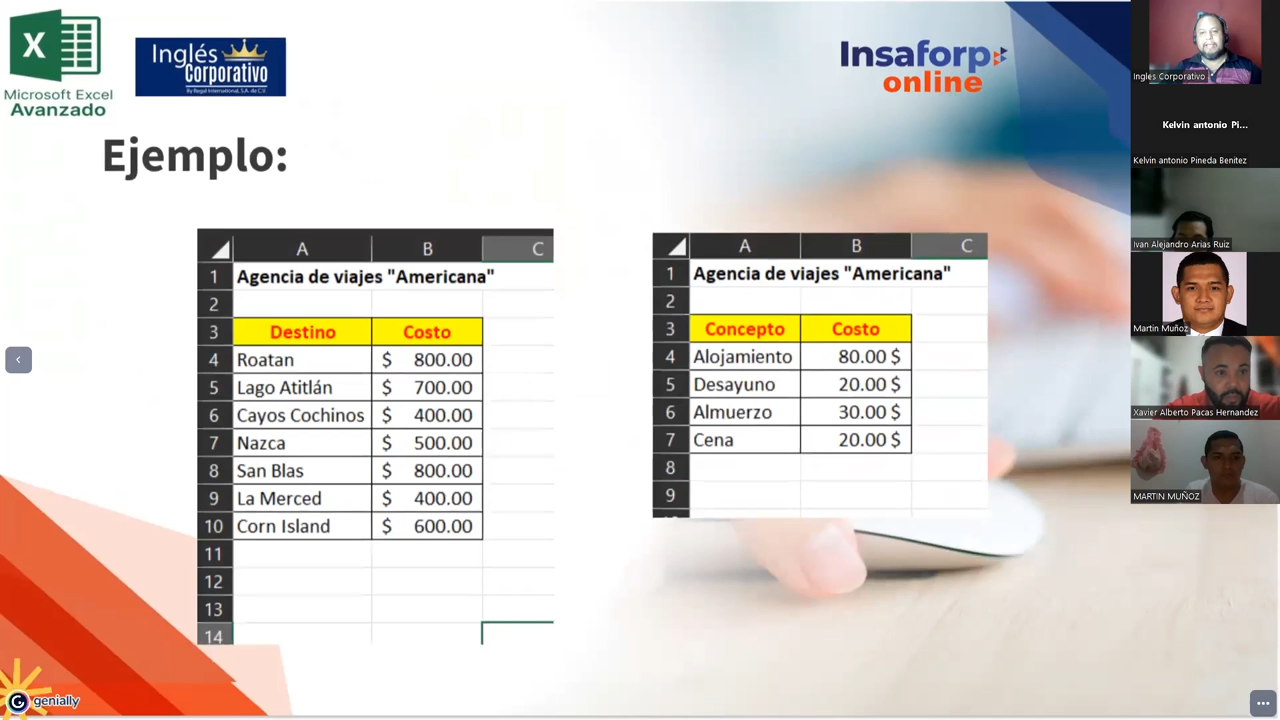 Microsoft Excel
Avanzado
Inglés
Corporativo
By Regal International, S.A. de C.V.
Insaforp
online
Ejemplo:
A B C
1 Agencia de viajes "Americana"
2
3 Destino Costo
4 Roatan $ 800.00
5 Lago Atitlán $ 700.00
6 Cayos Cochinos $ 400.00
7 Nazca $ 500.00
8 San Blas $ 800.00
9 La Merced $ 400.00
10 Corn Island $ 600.00
11
12
13
14
A B C
1 Agencia de viajes "Americana"
2
3 Concepto Costo
4 Alojamiento 80.00 $
5 Desayuno 20.00 $
6 Almuerzo 30.00 $
7 Cena 20.00 $
8
9
genially
Ingles Corporativo
Kelvin antonio Pi...
Kelvin antonio Pineda Benitez
Ivan Alejandro Arias Ruiz
Martin Muñoz
Xavier Alberto Pacas Hernandez
MARTIN MUÑOZ